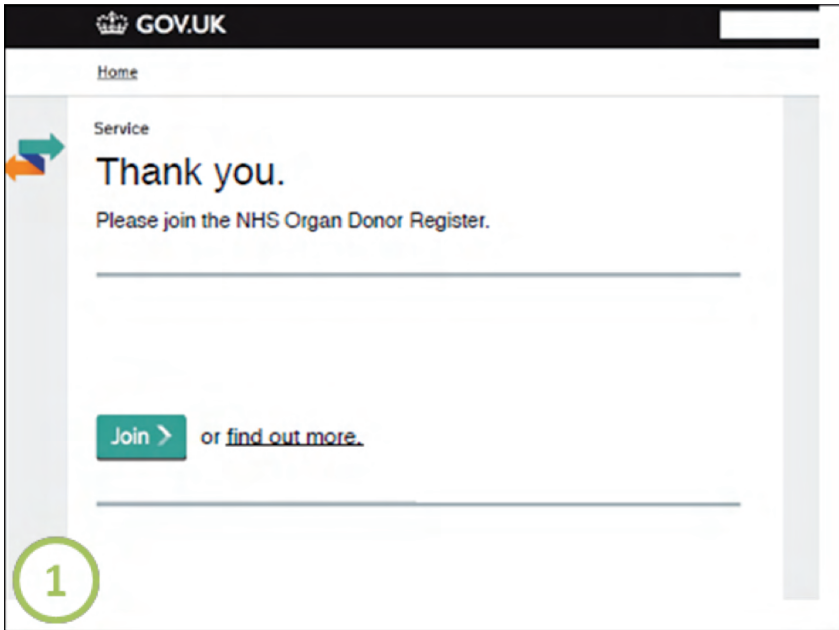 GOV.UK
Home
Service
Thank you.
Please join the NHS Organ Donor Register.
Join > or find out more.
1